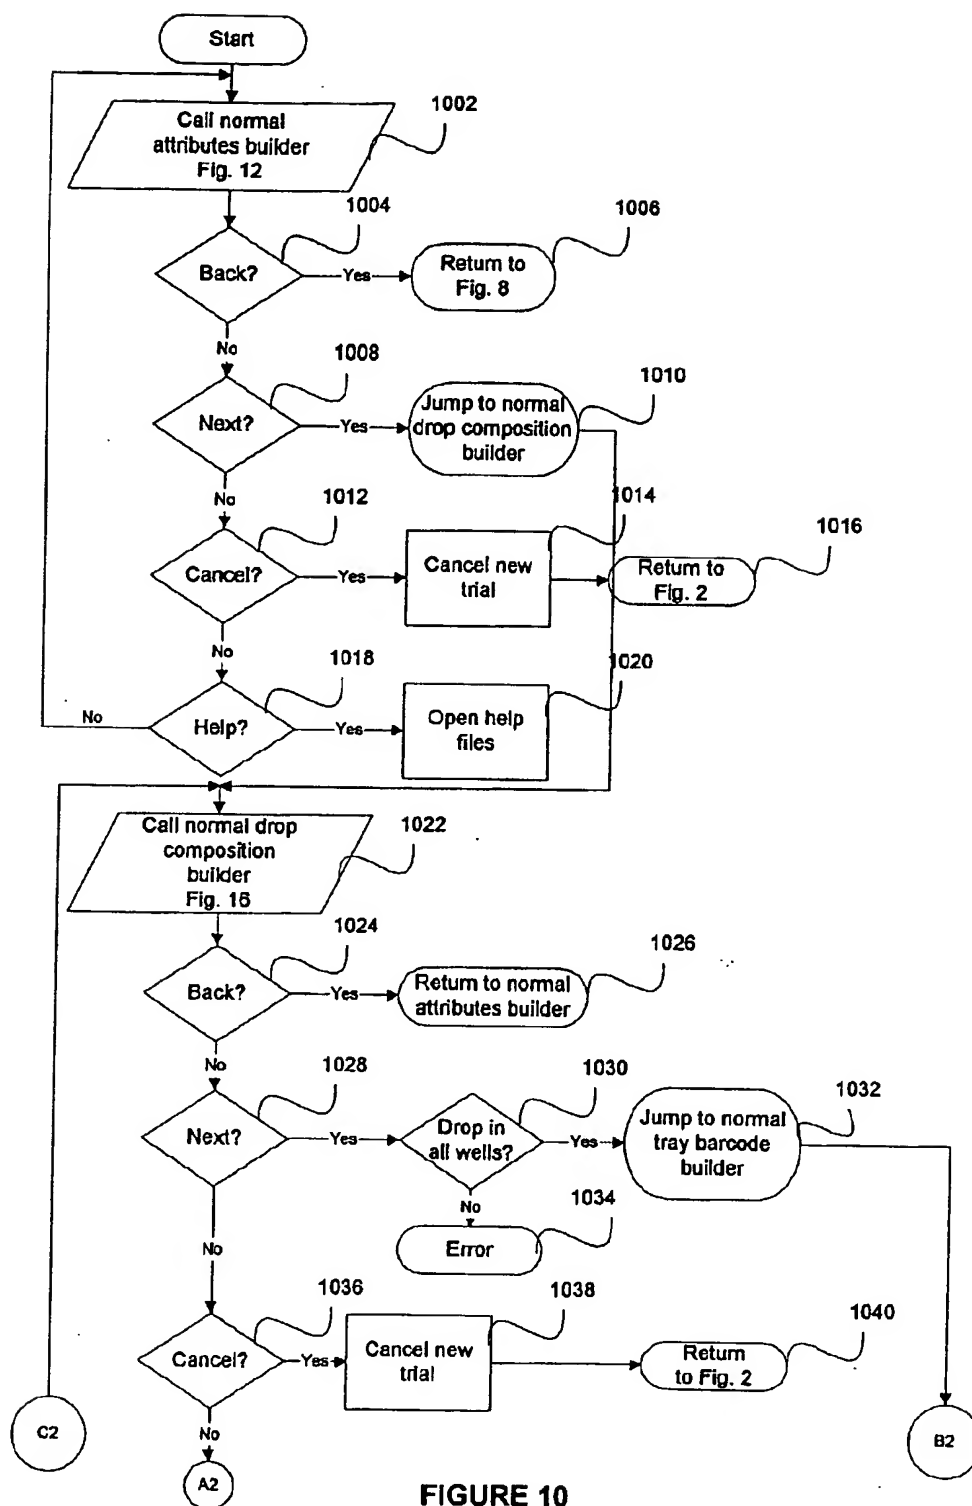 Start
Call normal
attributes builder
Fig. 12
1002
1004
Back?
Yes
Return to
Fig. 8
1006
No
1008
Next?
Yes
Jump to normal
drop composition
builder
1010
No
1012
Cancel?
Yes
Cancel new
trial
1014
Return to
Fig. 2
1016
No
1018
No
Help?
Yes
Open help
files
1020
Call normal drop
composition
builder
Fig. 16
1022
1024
Back?
Yes
Return to normal
attributes builder
1026
No
1028
Next?
Yes
Drop in
all wells?
1030
Yes
Jump to normal
tray barcode
builder
1032
No
Error
1034
No
1036
Cancel?
Yes
Cancel new
trial
1038
Return
to Fig. 2
1040
No
C2
A2
B2
FIGURE 10